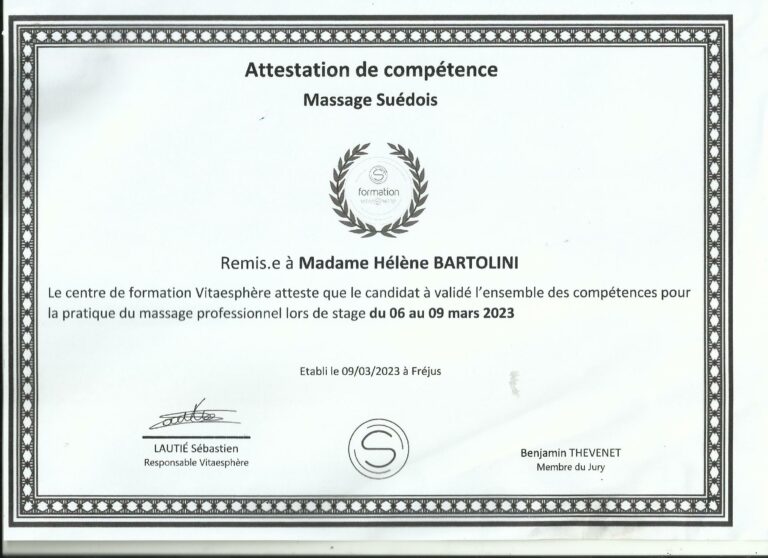 Attestation de compétence
Massage Suédois
formation
Remis.e à Madame Hélène BARTOLINI
Le centre de formation Vitaesphère atteste que le candidat à validé l'ensemble des compétences pour
la pratique du massage professionnel lors de stage du 06 au 09 mars 2023
Etabli le 09/03/2023 à Fréjus
LAUTIÉ Sébastien
Responsable Vitaesphère
Benjamin THEVENET
Membre du Jury